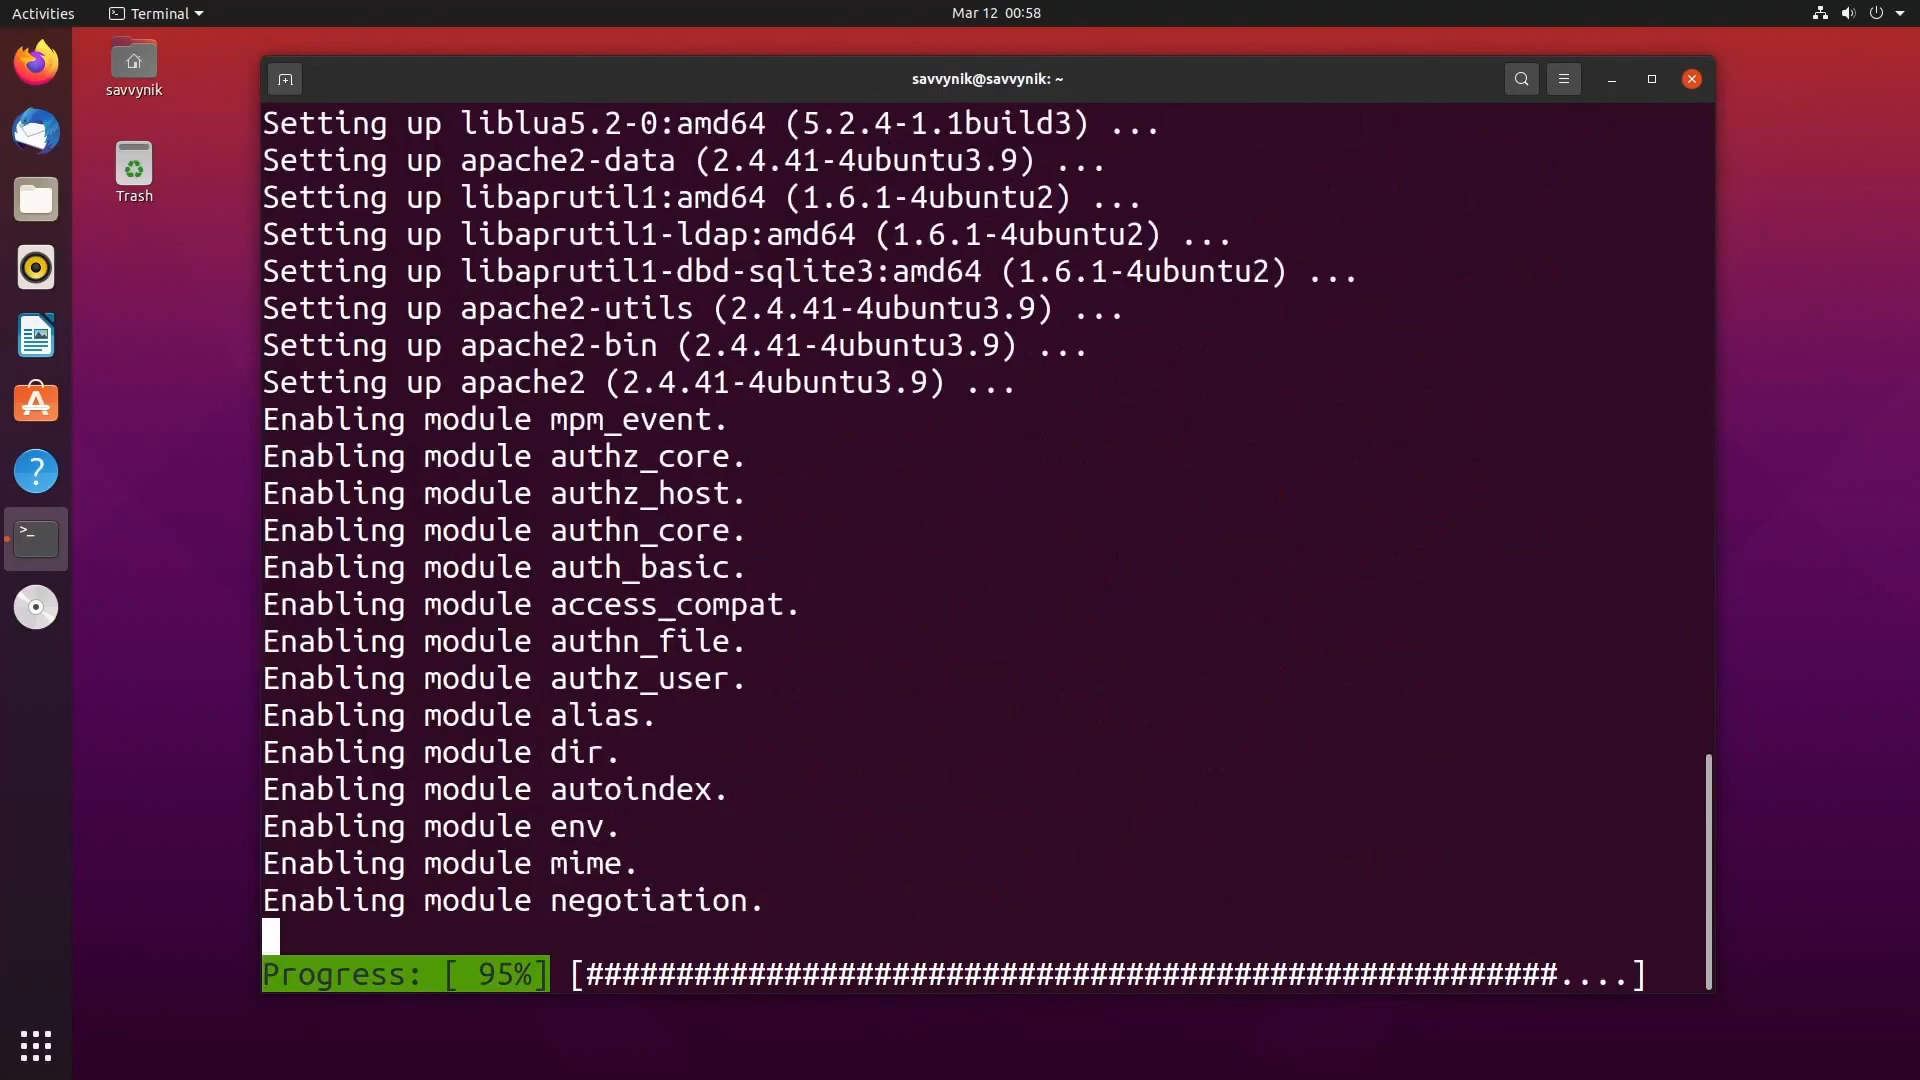 Activities
Terminal
Mar 12 00:58
savvynik
Trash
savvynik@savvynik: ~
Setting up liblua5.2-0:amd64 (5.2.4-1.1build3) ...
Setting up apache2-data (2.4.41-4ubuntu3.9) ...
Setting up libaprutil1:amd64 (1.6.1-4ubuntu2) ...
Setting up libaprutil1-ldap:amd64 (1.6.1-4ubuntu2) ...
Setting up libaprutil1-dbd-sqlite3:amd64 (1.6.1-4ubuntu2) ...
Setting up apache2-utils (2.4.41-4ubuntu3.9) ...
Setting up apache2-bin (2.4.41-4ubuntu3.9) ...
Setting up apache2 (2.4.41-4ubuntu3.9) ...
Enabling module mpm_event.
Enabling module authz_core.
Enabling module authz_host.
Enabling module authn_core.
Enabling module auth_basic.
Enabling module access_compat.
Enabling module authn_file.
Enabling module authz_user.
Enabling module alias.
Enabling module dir.
Enabling module autoindex.
Enabling module env.
Enabling module mime.
Enabling module negotiation.
Progress: [ 95%] [######################################################....]